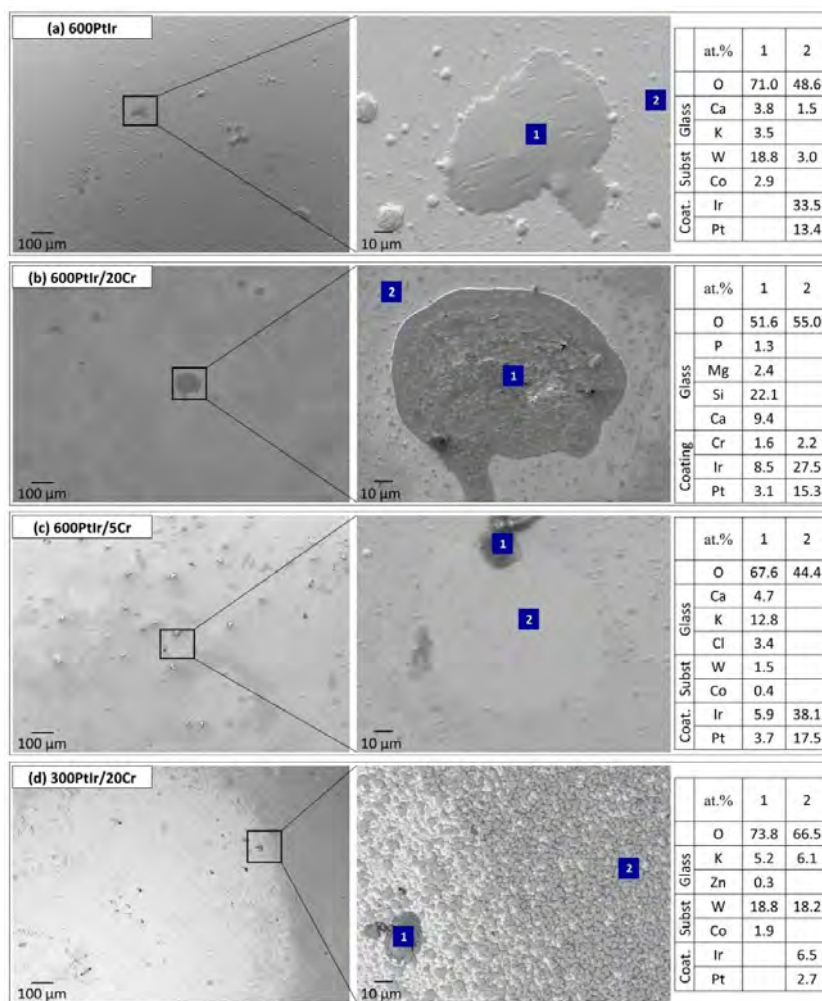 (a) 600PtIr
100 µm
1
2
10 µm
at.% 1 2
O 71.0 48.6
Glass
Ca 3.8 1.5
K 3.5
Subst
W 18.8 3.0
Co 2.9
Coat.
Ir 33.5
Pt 13.4
(b) 600PtIr/20Cr
100 µm
2
1
10 µm
at.% 1 2
O 51.6 55.0
Glass
P 1.3
Mg 2.4
Si 22.1
Ca 9.4
Coating
Cr 1.6 2.2
Ir 8.5 27.5
Pt 3.1 15.3
(c) 600PtIr/5Cr
100 µm
1
2
10 µm
at.% 1 2
O 67.6 44.4
Glass
Ca 4.7
K 12.8
Cl 3.4
Subst
W 1.5
Co 0.4
Coat.
Ir 5.9 38.1
Pt 3.7 17.5
(d) 300PtIr/20Cr
100 µm
2
1
10 µm
at.% 1 2
O 73.8 66.5
Glass
K 5.2 6.1
Zn 0.3
Subst
W 18.8 18.2
Co 1.9
Coat.
Ir 6.5
Pt 2.7